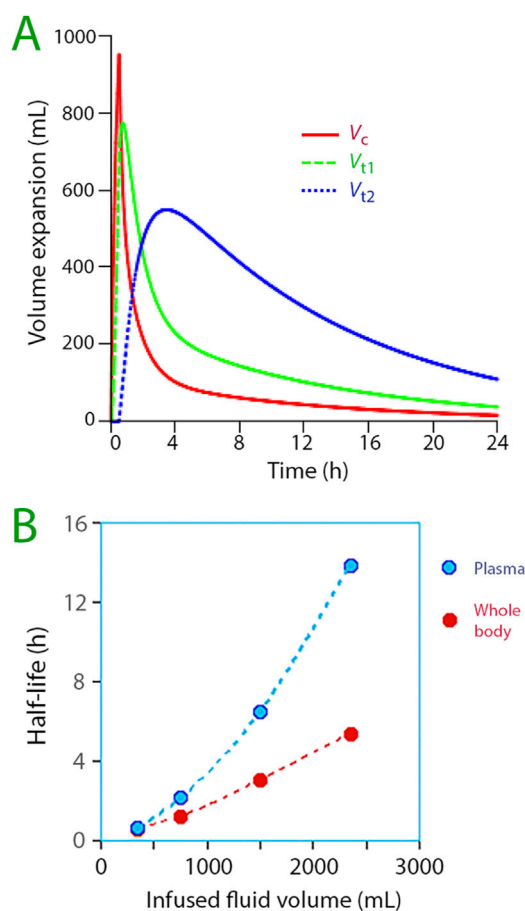 A
1000
800
600
400
200
0
Volume expansion (mL)
Vc
Vt1
Vt2
0 4 8 12 16 20 24
Time (h)
B
16
12
8
4
0
Half-life (h)
Plasma
Whole
body
0 1000 2000 3000
Infused fluid volume (mL)